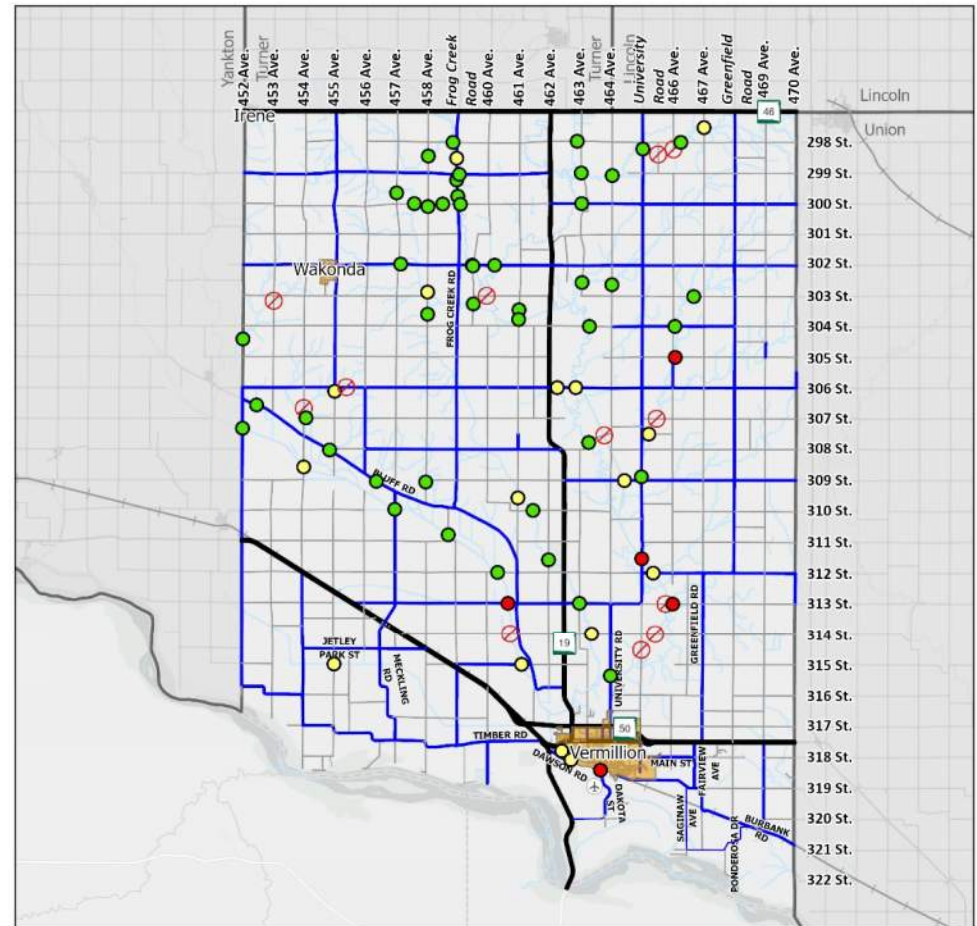 Yankton
Turner
452 Ave.
453 Ave.
454 Ave.
455 Ave.
456 Ave.
457 Ave.
458 Ave.
Frog Creek
Road
460 Ave.
461 Ave.
462 Ave.
463 Ave.
Turner
464 Ave.
Lincoln
University
Road
466 Ave.
467 Ave.
Greenfield
Road
469 Ave.
470 Ave.
Lincoln
Union
Irene
46
298 St.
299 St.
300 St.
301 St.
302 St.
Wakonda
303 St.
FROG CREEK RD
304 St.
305 St.
306 St.
307 St.
308 St.
BLUFF RD
309 St.
310 St.
311 St.
312 St.
313 St.
GREENFIELD RD
314 St.
19
JETLEY
PARK ST
MECKLING
RD
UNIVERSITY RD
315 St.
316 St.
317 St.
50
TIMBER RD
Vermillion
318 St.
DAWSON RD
MAIN ST
FAIRVIEW
AVE
319 St.
DAKOTA
ST
SAGINAW
AVE
320 St.
BURBANK
RD
PONDEROSA DR
321 St.
322 St.